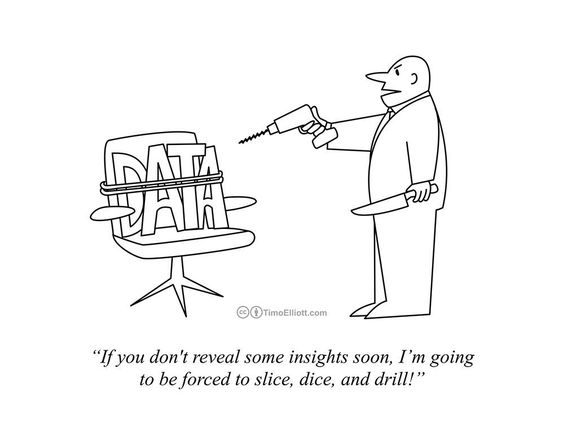 DATA
cc TimoElliott.com
“If you don't reveal some insights soon, I’m going
to be forced to slice, dice, and drill!”